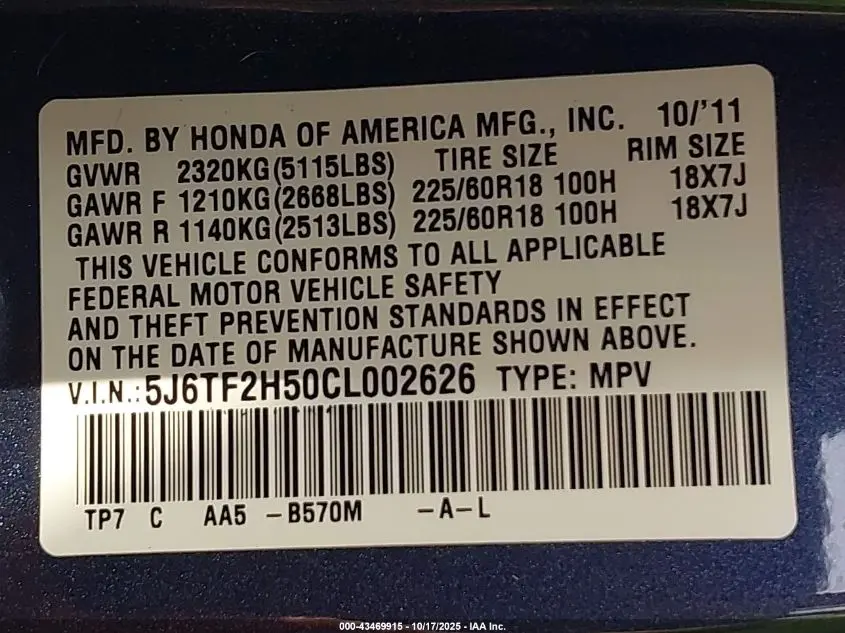 MFD. BY HONDA OF AMERICA MFG., INC. 10/'11
GVWR 2320KG(5115LBS) TIRE SIZE RIM SIZE
GAWR F 1210KG(2668LBS) 225/60R18 100H 18X7J
GAWR R 1140KG(2513LBS) 225/60R18 100H 18X7J
THIS VEHICLE CONFORMS TO ALL APPLICABLE
FEDERAL MOTOR VEHICLE SAFETY
AND THEFT PREVENTION STANDARDS IN EFFECT
ON THE DATE OF MANUFACTURE SHOWN ABOVE.
V.I.N.:5J6TF2H50CL002626 TYPE: MPV
TP7 C AA5 -B570M -A-L
000-43469915 - 10/17/2025 - IAA Inc.